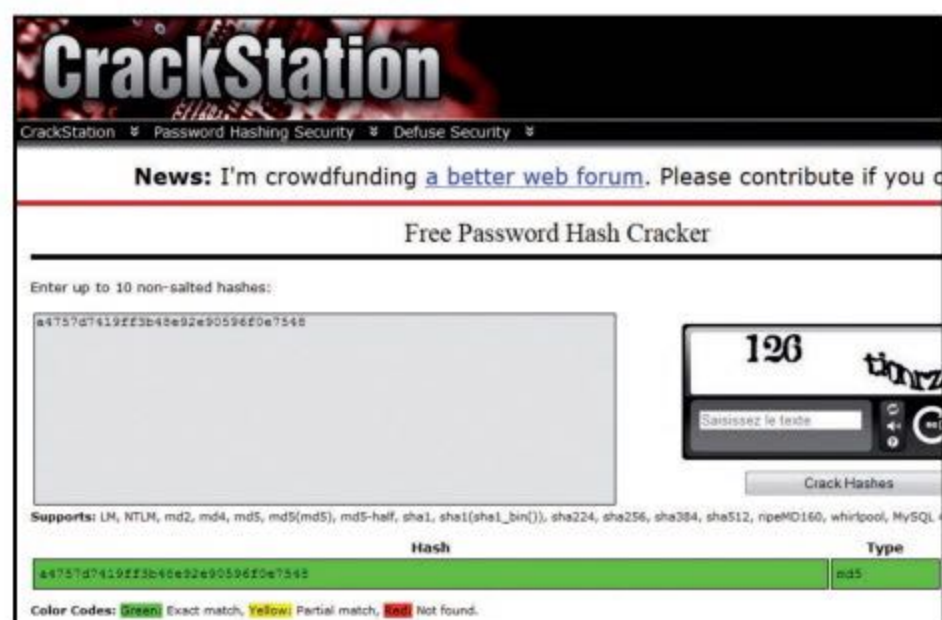 CrackStation
CrackStation ¥ Password Hashing Security ¥ Defuse Security ¥
News: I'm crowdfunding a better web forum. Please contribute if you
Free Password Hash Cracker
Enter up to 10 non-salted hashes:
a4757d7419ff3b48e92e90596f0e7548
126
Saisissez le texte
Crack Hashes
Supports: LM, NTLM, md2, md4, md5, md5(md5), md5-half, sha1, sha1(sha1_bin()), sha224, sha256, sha384, sha512, ripeMD160, whirlpool, MySQL
Hash Type
a4757d7419ff3b48e92e90596f0e7548 md5
Color Codes: Green: Exact match, Yellow: Partial match, Red: Not found.